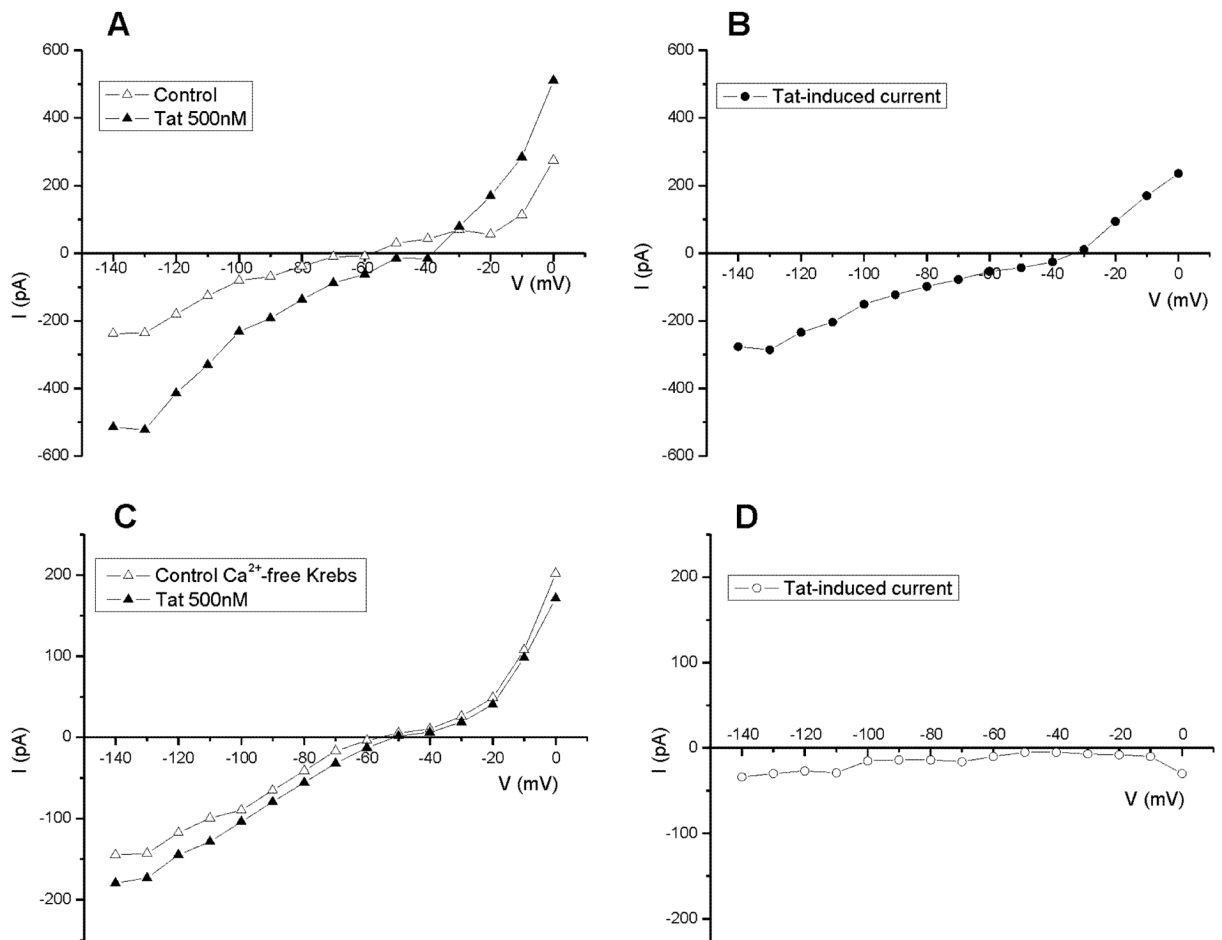 A
600
400
200
0
-200
-400
-600
I (pA)
Control
Tat 500nM
-140 -120 -100 -80 -60 -40 -20 0
V (mV)
B
600
400
200
0
-200
-400
-600
I (pA)
Tat-induced current
-140 -120 -100 -80 -60 -40 -20 0
V (mV)
C
200
100
0
-100
-200
I (pA)
Control Ca²⁺-free Krebs
Tat 500nM
-140 -120 -100 -80 -60 -40 -20 0
V (mV)
D
200
100
0
-100
-200
I (pA)
Tat-induced current
-140 -120 -100 -80 -60 -40 -20 0
V (mV)